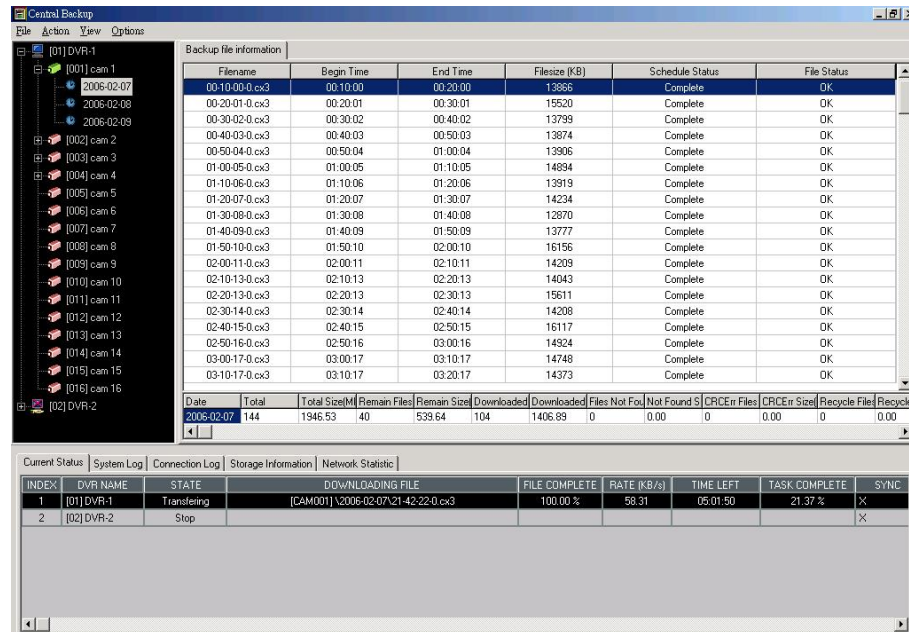 Central Backup
File Action View Options
[01] DVR-1
[001] cam 1
2006-02-07
2006-02-08
2006-02-09
[002] cam 2
[003] cam 3
[004] cam 4
[005] cam 5
[006] cam 6
[007] cam 7
[008] cam 8
[009] cam 9
[010] cam 10
[011] cam 11
[012] cam 12
[013] cam 13
[014] cam 14
[015] cam 15
[016] cam 16
[02] DVR-2
Backup file information
Filename Begin Time End Time Filesize (KB) Schedule Status File Status
00-10-00-0.cx3 00:10:00 00:20:00 13866 Complete OK
00-20-01-0.cx3 00:20:01 00:30:01 15520 Complete OK
00-30-02-0.cx3 00:30:02 00:40:02 13799 Complete OK
00-40-03-0.cx3 00:40:03 00:50:03 13874 Complete OK
00-50-04-0.cx3 00:50:04 01:00:04 13906 Complete OK
01-00-05-0.cx3 01:00:05 01:10:05 14894 Complete OK
01-10-06-0.cx3 01:10:06 01:20:06 13919 Complete OK
01-20-07-0.cx3 01:20:07 01:30:07 14234 Complete OK
01-30-08-0.cx3 01:30:08 01:40:08 12870 Complete OK
01-40-09-0.cx3 01:40:09 01:50:09 13777 Complete OK
01-50-10-0.cx3 01:50:10 02:00:10 16156 Complete OK
02-00-11-0.cx3 02:00:11 02:10:11 14209 Complete OK
02-10-13-0.cx3 02:10:13 02:20:13 14043 Complete OK
02-20-13-0.cx3 02:20:13 02:30:13 15611 Complete OK
02-30-14-0.cx3 02:30:14 02:40:14 14208 Complete OK
02-40-15-0.cx3 02:40:15 02:50:15 16117 Complete OK
02-50-16-0.cx3 02:50:16 03:00:16 14924 Complete OK
03-00-17-0.cx3 03:00:17 03:10:17 14748 Complete OK
03-10-17-0.cx3 03:10:17 03:20:17 14373 Complete OK
Date Total Total Size(M Remain Files Remain Size( Downloaded Downloaded Files Not Fou Not Found S CRCErr Files CRCErr Size( Recycle Files Recycle
2006-02-07 144 1946.53 40 539.64 104 1406.89 0 0.00 0 0.00 0 0.00
Current Status System Log Connection Log Storage Information Network Statistic
INDEX DVR NAME STATE DOWNLOADING FILE FILE COMPLETE RATE (KB/s) TIME LEFT TASK COMPLETE SYNC
1 [01] DVR-1 Transfering [CAM001] \2006-02-07\21-42-22-0.cx3 100.00 % 58.31 05:01:50 21.37 % X
2 [02] DVR-2 Stop X